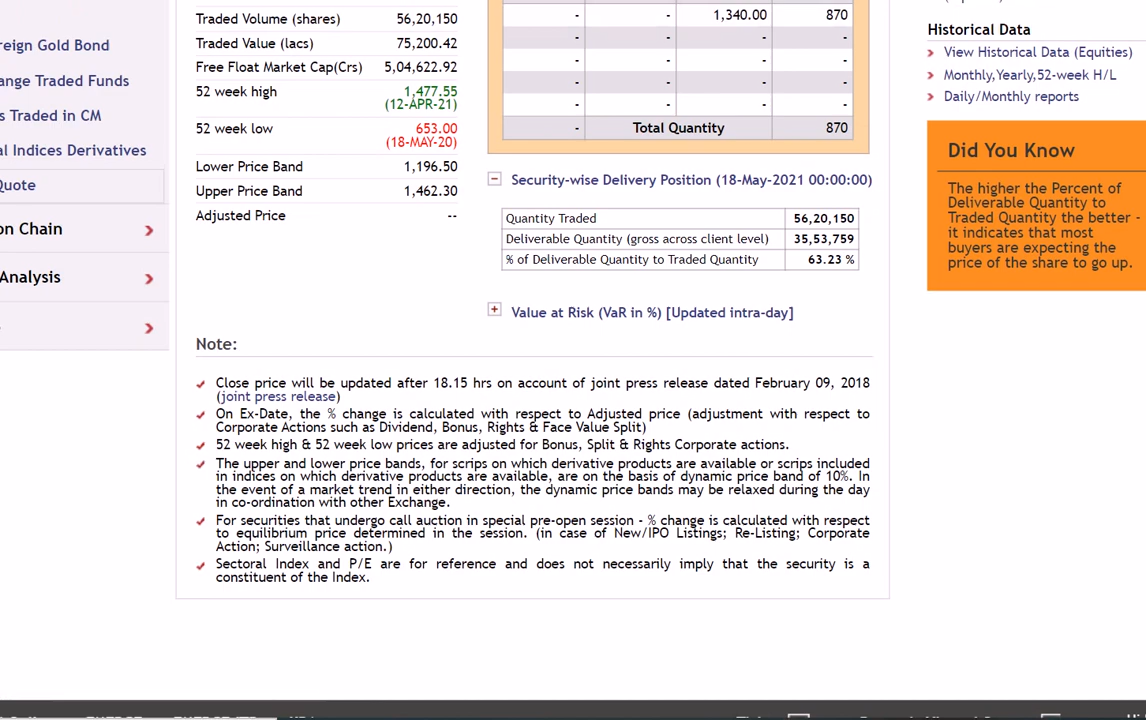 reign Gold Bond
ange Traded Funds
s Traded in CM
al Indices Derivatives
Quote
on Chain
Analysis
Traded Volume (shares) 56,20,150
Traded Value (lacs) 75,200.42
Free Float Market Cap(Crs) 5,04,622.92
52 week high 1,477.55
(12-APR-21)
52 week low 653.00
(18-MAY-20)
Lower Price Band 1,196.50
Upper Price Band 1,462.30
Adjusted Price --
- - 1,340.00 870
- - - -
- - - -
- - - -
- - - -
- Total Quantity 870
Security-wise Delivery Position (18-May-2021 00:00:00)
Quantity Traded 56,20,150
Deliverable Quantity (gross across client level) 35,53,759
% of Deliverable Quantity to Traded Quantity 63.23 %
Value at Risk (VaR in %) [Updated intra-day]
Note:
Close price will be updated after 18.15 hrs on account of joint press release dated February 09, 2018
(joint press release)
On Ex-Date, the % change is calculated with respect to Adjusted price (adjustment with respect to
Corporate Actions such as Dividend, Bonus, Rights & Face Value Split)
52 week high & 52 week low prices are adjusted for Bonus, Split & Rights Corporate actions.
The upper and lower price bands, for scrips on which derivative products are available or scrips included
in indices on which derivative products are available, are on the basis of dynamic price band of 10%. In
the event of a market trend in either direction, the dynamic price bands may be relaxed during the day
in co-ordination with other Exchange.
For securities that undergo call auction in special pre-open session - % change is calculated with respect
to equilibrium price determined in the session. (in case of New/IPO Listings; Re-Listing; Corporate
Action; Surveillance action.)
Sectoral Index and P/E are for reference and does not necessarily imply that the security is a
constituent of the Index.
Historical Data
View Historical Data (Equities)
Monthly,Yearly,52-week H/L
Daily/Monthly reports
Did You Know
The higher the Percent of
Deliverable Quantity to
Traded Quantity the better -
it indicates that most
buyers are expecting the
price of the share to go up.